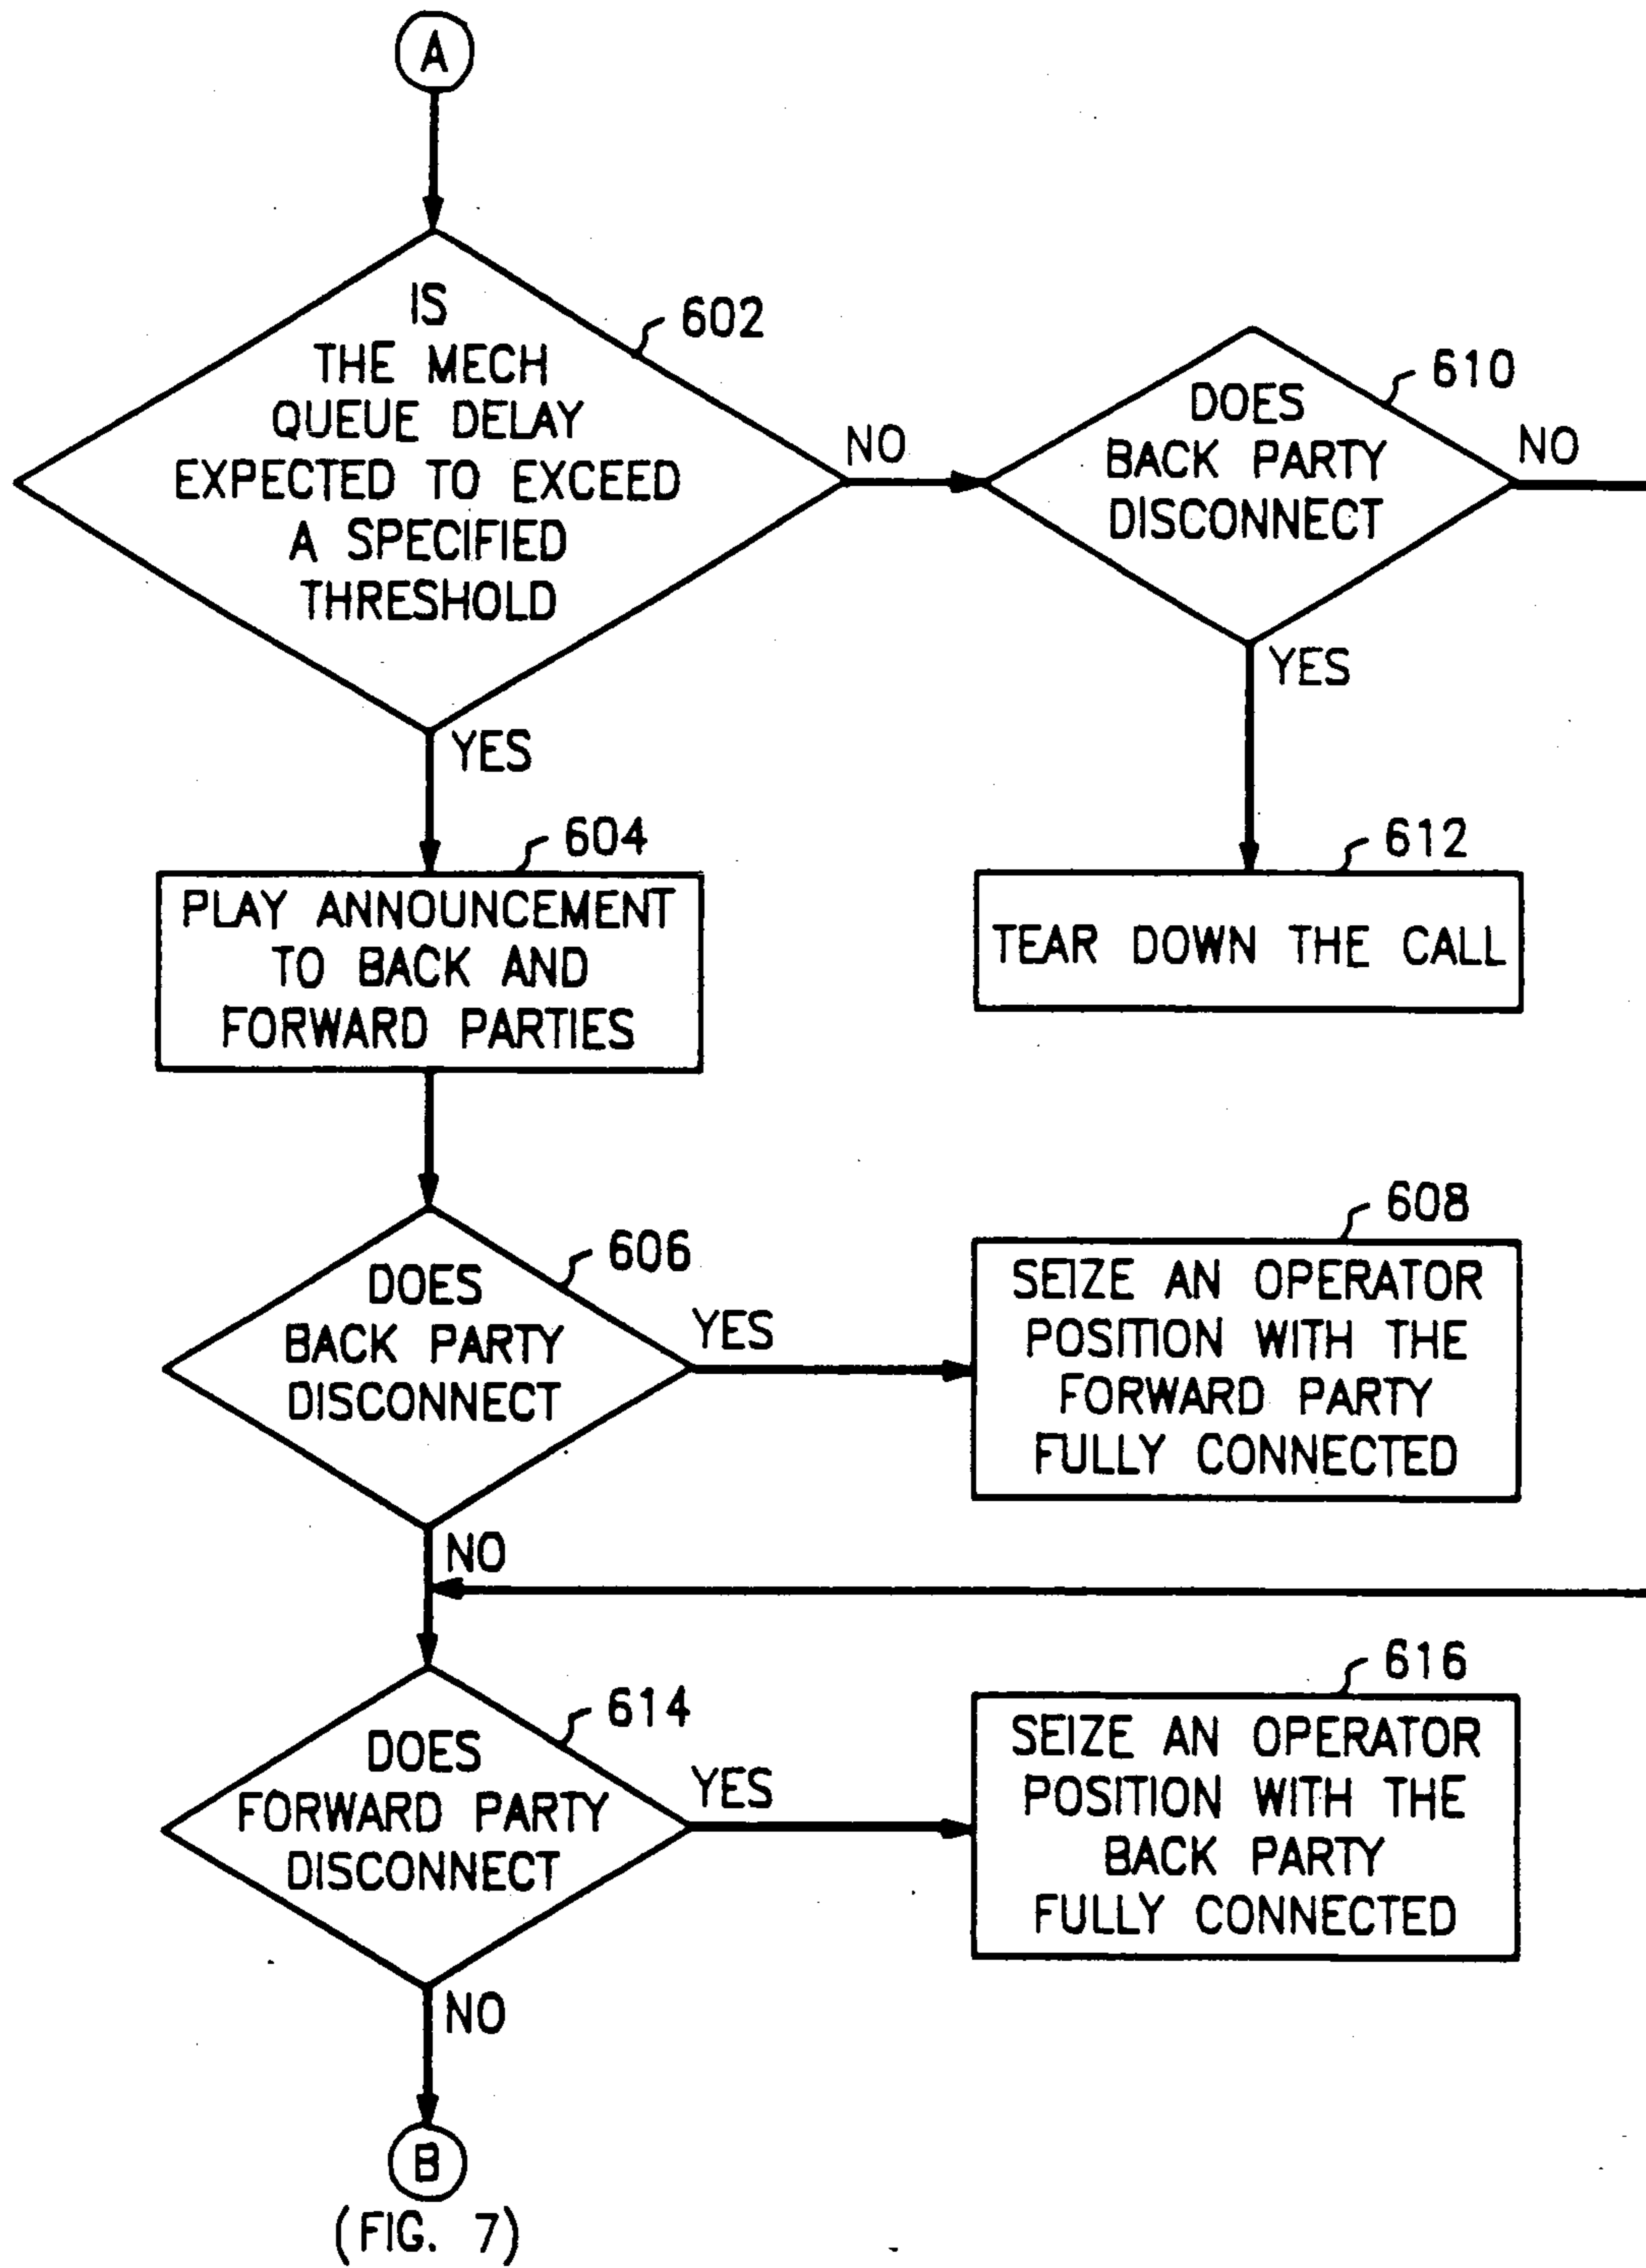 A
IS
THE MECH
QUEUE DELAY
EXPECTED TO EXCEED
A SPECIFIED
THRESHOLD
602
NO
YES
DOES
BACK PARTY
DISCONNECT
610
NO
YES
604
PLAY ANNOUNCEMENT
TO BACK AND
FORWARD PARTIES
612
TEAR DOWN THE CALL
606
DOES
BACK PARTY
DISCONNECT
YES
NO
608
SEIZE AN OPERATOR
POSITION WITH THE
FORWARD PARTY
FULLY CONNECTED
614
DOES
FORWARD PARTY
DISCONNECT
YES
NO
616
SEIZE AN OPERATOR
POSITION WITH THE
BACK PARTY
FULLY CONNECTED
B
(FIG. 7)